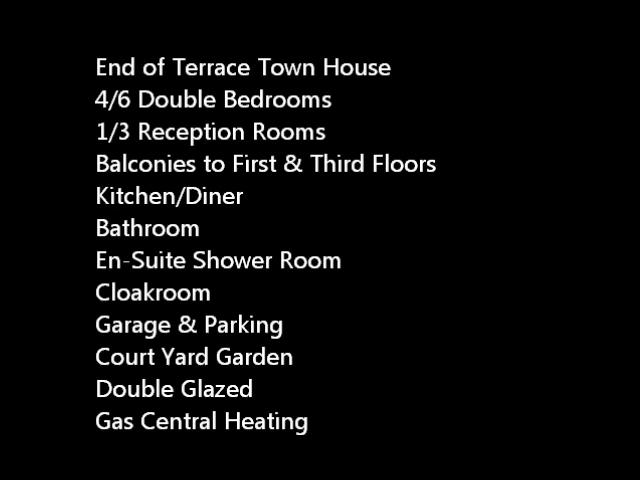 End of Terrace Town House
4/6 Double Bedrooms
1/3 Reception Rooms
Balconies to First & Third Floors
Kitchen/Diner
Bathroom
En-Suite Shower Room
Cloakroom
Garage & Parking
Court Yard Garden
Double Glazed
Gas Central Heating